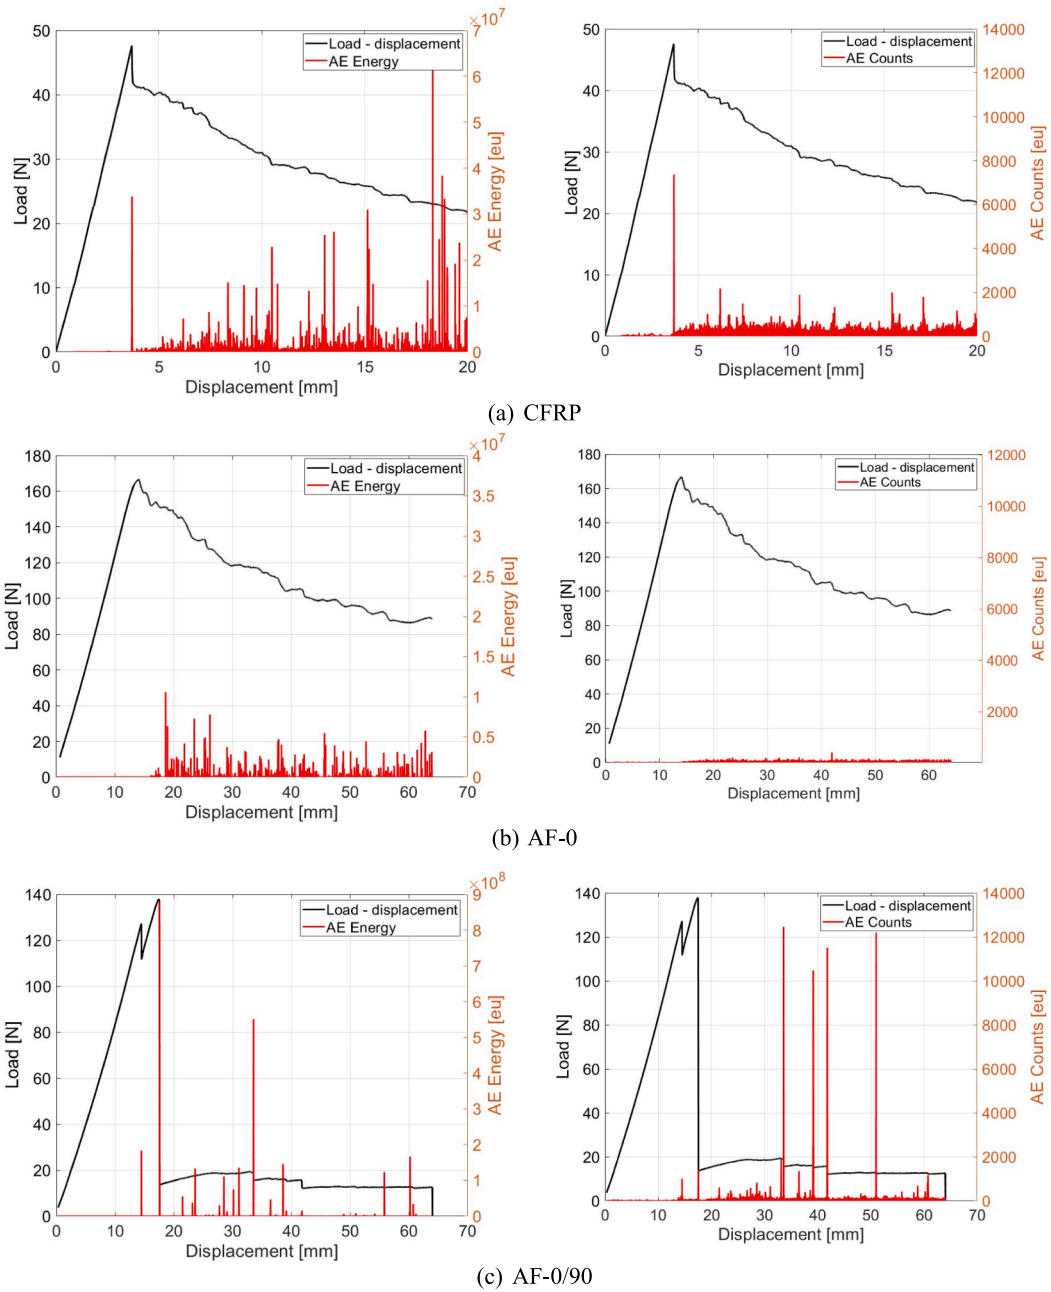 ×10⁷
50 40 30 20 10 0
Load [N]
Load - displacement
AE Energy
7 6 5 4 3 2 1 0
AE Energy [eu]
0 5 10 15 20
Displacement [mm]
50 40 30 20 10 0
Load [N]
Load - displacement
AE Counts
14000 12000 10000 8000 6000 4000 2000 0
AE Counts [eu]
5 10 15 20
Displacement [mm]
(a) CFRP
×10⁷
180 160 140 120 100 80 60 40 20 0
Load [N]
Load - displacement
AE Energy
4 3.5 3 2.5 2 1.5 1 0.5 0
AE Energy [eu]
0 10 20 30 40 50 60 70
Displacement [mm]
180 160 140 120 100 80 60 40 20 0
Load [N]
Load - displacement
AE Counts
12000 10000 8000 6000 4000 2000
AE Counts [eu]
0 10 20 30 40 50 60
Displacement [mm]
(b) AF-0
×10⁸
140 120 100 80 60 40 20 0
Load [N]
Load - displacement
AE Energy
9 8 7 6 5 4 3 2 1 0
AE Energy [eu]
0 10 20 30 40 50 60 70
Displacement [mm]
140 120 100 80 60 40 20 0
Load [N]
Load - displacement
AE Counts
14000 12000 10000 8000 6000 4000 2000 0
AE Counts [eu]
0 10 20 30 40 50 60 70
Displacement [mm]
(c) AF-0/90